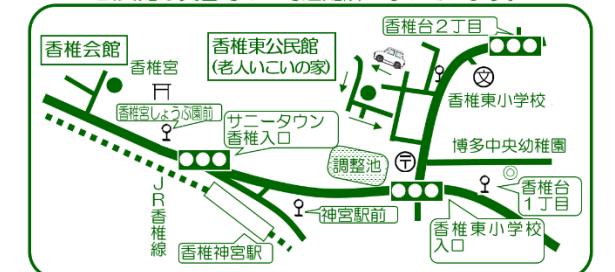 香椎台2丁目
香椎会館
香椎宮
香椎東公民館
(老人いこいの家)
文
香椎東小学校
香椎宮しょうぶ園前
サニータウン
香椎入口
博多中央幼稚園
調整池
〒
JR香椎線
神宮駅前
香椎台
1丁目
香椎東小学校
入口
香椎神宮駅